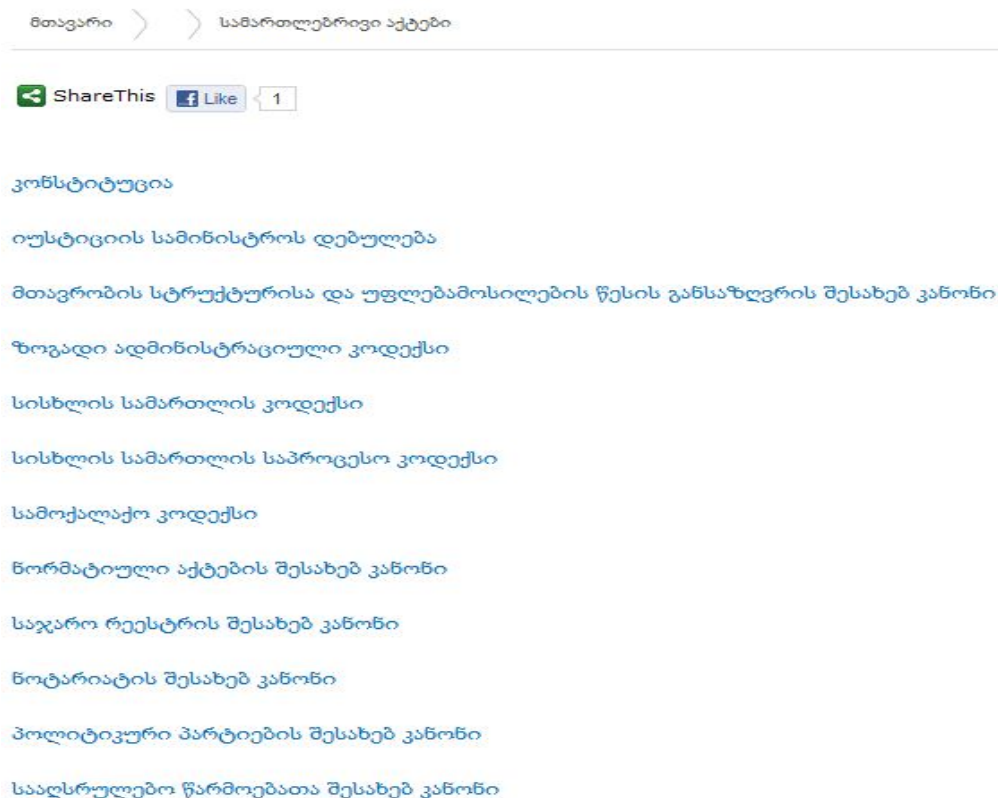 მთავარი სამართლებრივი აქტები
ShareThis Like 1
კონსტიტუცია
იუსტიციის სამინისტროს დებულება
მთავრობის სტრუქტურისა და უფლებამოსილების წესის განსაზღვრის შესახებ კანონი
ზოგადი ადმინისტრაციული კოდექსი
სისხლის სამართლის კოდექსი
სისხლის სამართლის საპროცესო კოდექსი
სამოქალაქო კოდექსი
ნორმატიული აქტების შესახებ კანონი
საჯარო რეესტრის შესახებ კანონი
ნოტარიატის შესახებ კანონი
პოლიტიკური პარტიების შესახებ კანონი
სააღსრულებო წარმოებათა შესახებ კანონი